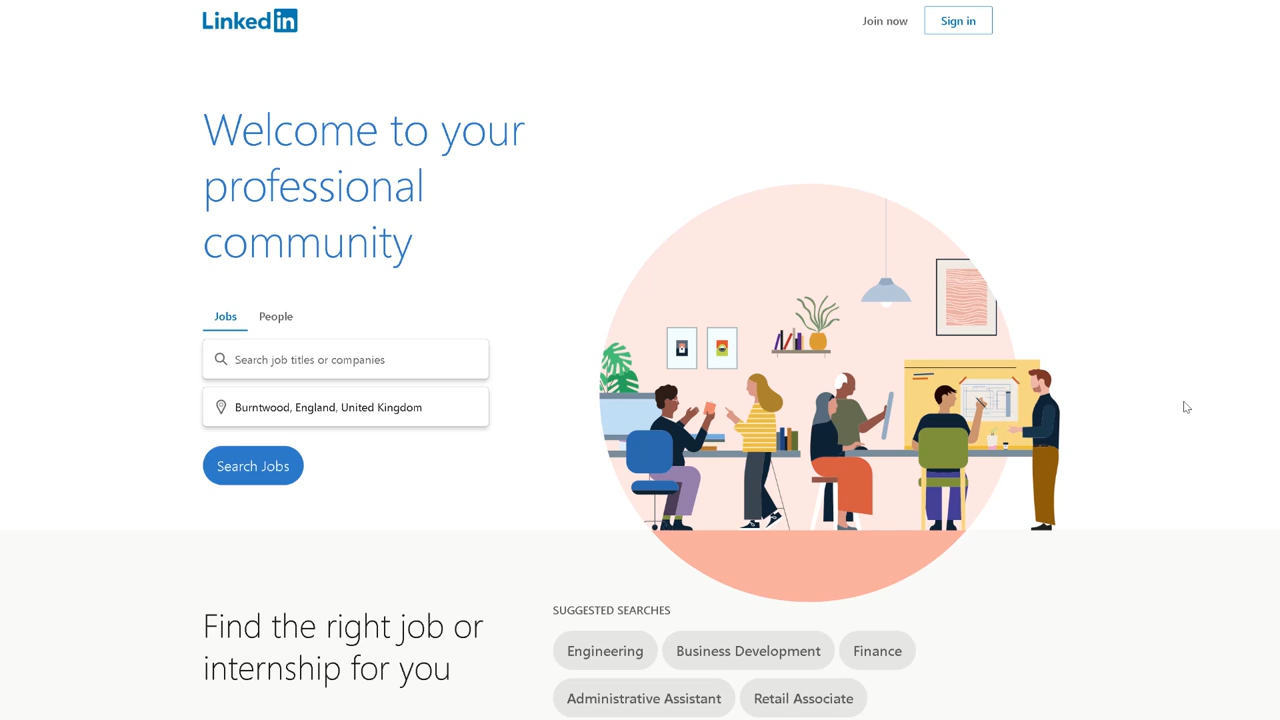 Linkedin
Join now
Sign in
Welcome to your
professional
community
Jobs
People
Search job titles or companies
Burntwood, England, United Kingdom
Search Jobs
Find the right job or
internship for you
SUGGESTED SEARCHES
Engineering
Business Development
Finance
Administrative Assistant
Retail Associate